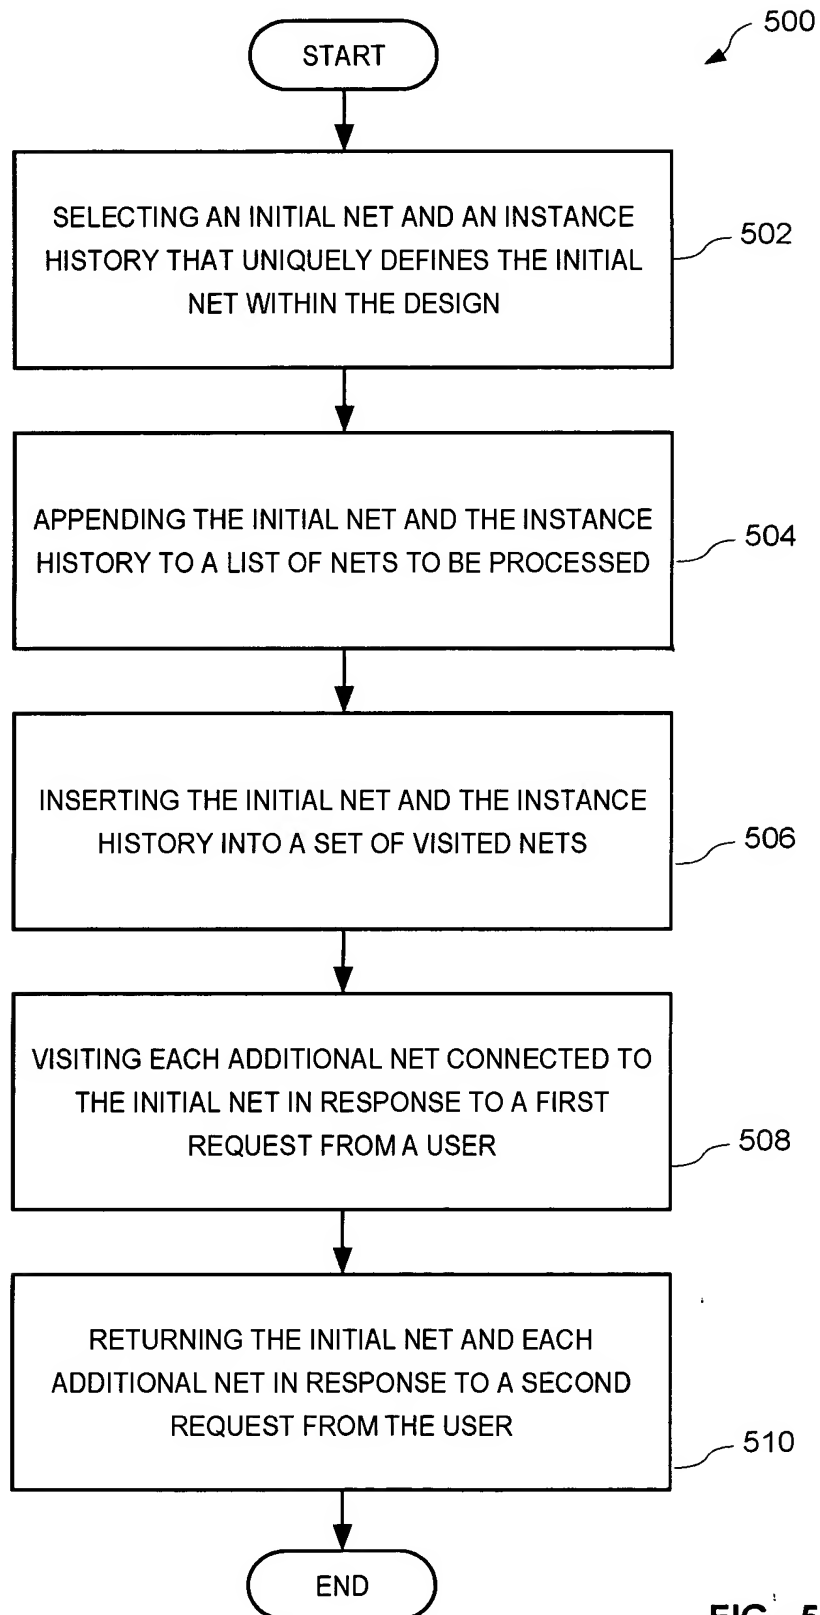 500
START
SELECTING AN INITIAL NET AND AN INSTANCE
HISTORY THAT UNIQUELY DEFINES THE INITIAL
NET WITHIN THE DESIGN
502
APPENDING THE INITIAL NET AND THE INSTANCE
HISTORY TO A LIST OF NETS TO BE PROCESSED
504
INSERTING THE INITIAL NET AND THE INSTANCE
HISTORY INTO A SET OF VISITED NETS
506
VISITING EACH ADDITIONAL NET CONNECTED TO
THE INITIAL NET IN RESPONSE TO A FIRST
REQUEST FROM A USER
508
RETURNING THE INITIAL NET AND EACH
ADDITIONAL NET IN RESPONSE TO A SECOND
REQUEST FROM THE USER
510
END
FIG. 5